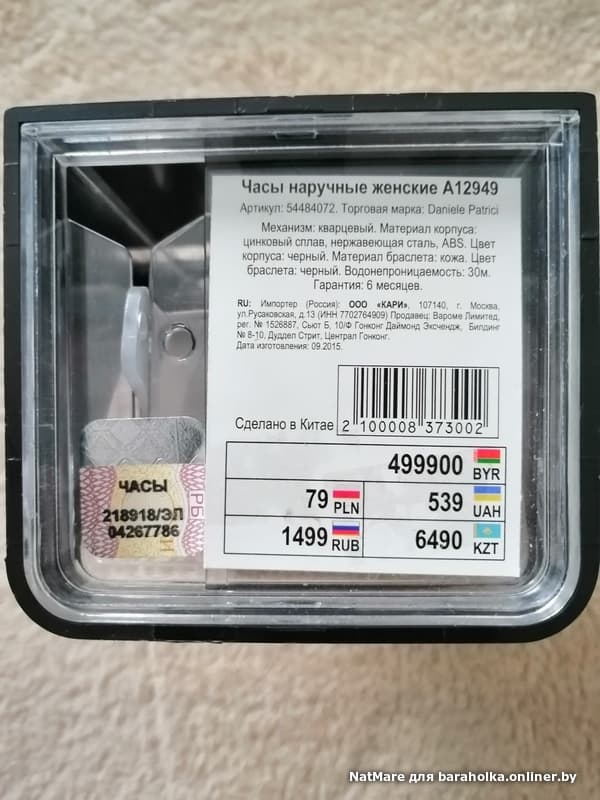 Часы наручные женские A12949
Артикул: 54484072. Торговая марка: Daniele Patrici
Механизм: кварцевый. Материал корпуса:
цинковый сплав, нержавеющая сталь, ABS. Цвет
корпуса: черный. Материал браслета: кожа. Цвет
браслета: черный. Водонепроницаемость: 30м.
Гарантия: 6 месяцев.
RU: Импортер (Россия): ООО «КАРИ», 107140, г. Москва,
ул.Русаковская, д.13 (ИНН 7702764909) Продавец: Вароме Лимитед,
рег. № 1526887, Сьют Б, 10/Ф Гонконг Даймонд Эксчендж, Билдинг
№ 8-10, Дуддел Стрит, Централ Гонконг.
Дата изготовления: 09.2015.
Сделано в Китае
2 100008 373002
499900 BYR
79 PLN
539 UAH
1499 RUB
6490 KZT
ЧАСЫ
218918/ЭЛ
04267786
РБ
NatMare для baraholka.onliner.by